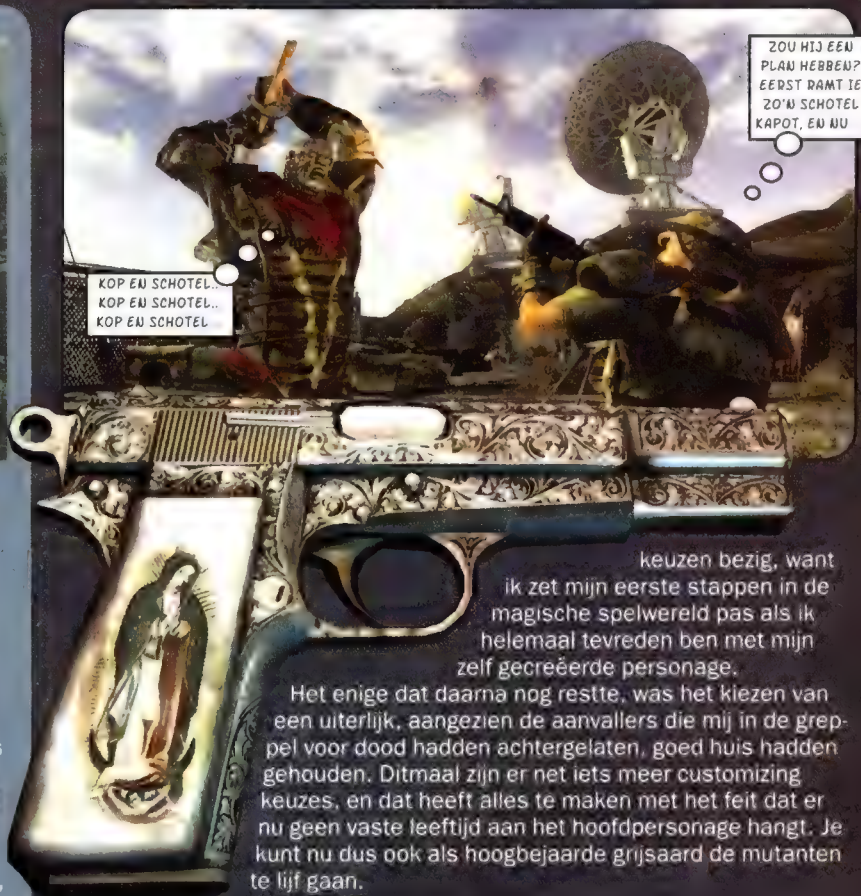 ZOU HIJ EEN
PLAN HEBBEN?
EERST RAMT IE
ZO'N SCHOTEL
KAPOT, EN NU
KOP EN SCHOTEL..
KOP EN SCHOTEL..
KOP EN SCHOTEL
keuzen bezig, want
ik zet mijn eerste stappen in de
magische spelwereld pas als ik
helemaal tevreden ben met mijn
zelf gecreëerde personage.
Het enige dat daarna nog restte, was het kiezen van
een uiterlijk, aangezien de aanvallers die mij in de grep-
pel voor dood hadden achtergelaten, goed huis hadden
gehouden. Ditmaal zijn er net iets meer customizing
keuzes, en dat heeft alles te maken met het feit dat er
nu geen vaste leeftijd aan het hoofdpersonage hangt. Je
kunt nu dus ook als hoogbejaarde grijsaard de mutanten
te lijf gaan.